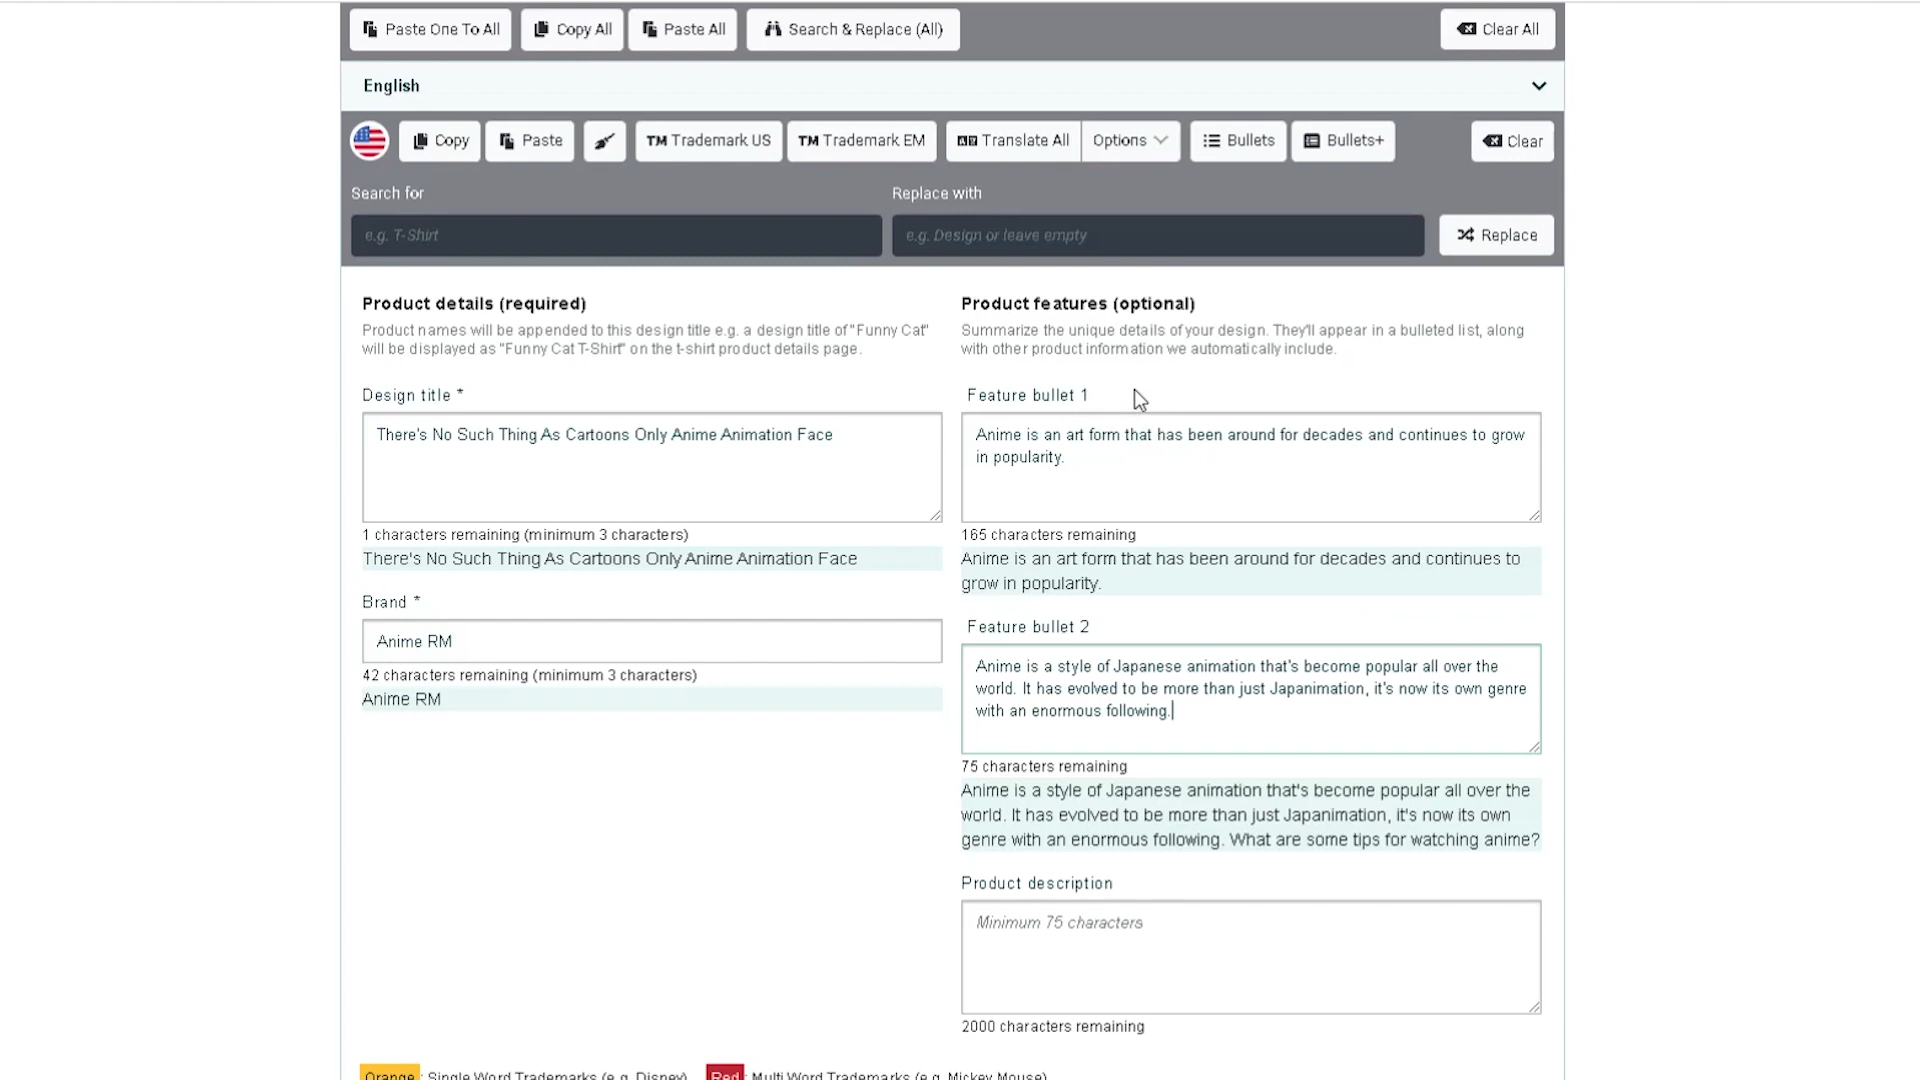 Paste One To All
Copy All
Paste All
Search & Replace (All)
Clear All
English
Copy
Paste
TM Trademark US
TM Trademark EM
Translate All
Options
Bullets
Bullets+
Clear
Search for
Replace with
e.g. T-Shirt
e.g. Design or leave empty
Replace
Product details (required)
Product names will be appended to this design title e.g. a design title of "Funny Cat"
will be displayed as "Funny Cat T-Shirt" on the t-shirt product details page.
Design title *
There's No Such Thing As Cartoons Only Anime Animation Face
1 characters remaining (minimum 3 characters)
There's No Such Thing As Cartoons Only Anime Animation Face
Brand *
Anime RM
42 characters remaining (minimum 3 characters)
Anime RM
Product features (optional)
Summarize the unique details of your design. They'll appear in a bulleted list, along
with other product information we automatically include.
Feature bullet 1
Anime is an art form that has been around for decades and continues to grow
in popularity.
165 characters remaining
Anime is an art form that has been around for decades and continues to
grow in popularity.
Feature bullet 2
Anime is a style of Japanese animation that's become popular all over the
world. It has evolved to be more than just Japanimation, it's now its own genre
with an enormous following.
75 characters remaining
Anime is a style of Japanese animation that's become popular all over the
world. It has evolved to be more than just Japanimation, it's now its own
genre with an enormous following. What are some tips for watching anime?
Product description
Minimum 75 characters
2000 characters remaining
Orange: Single Word Trademarks (e.g. Disney)
Red: Multi Word Trademarks (e.g. Mickey Mouse)